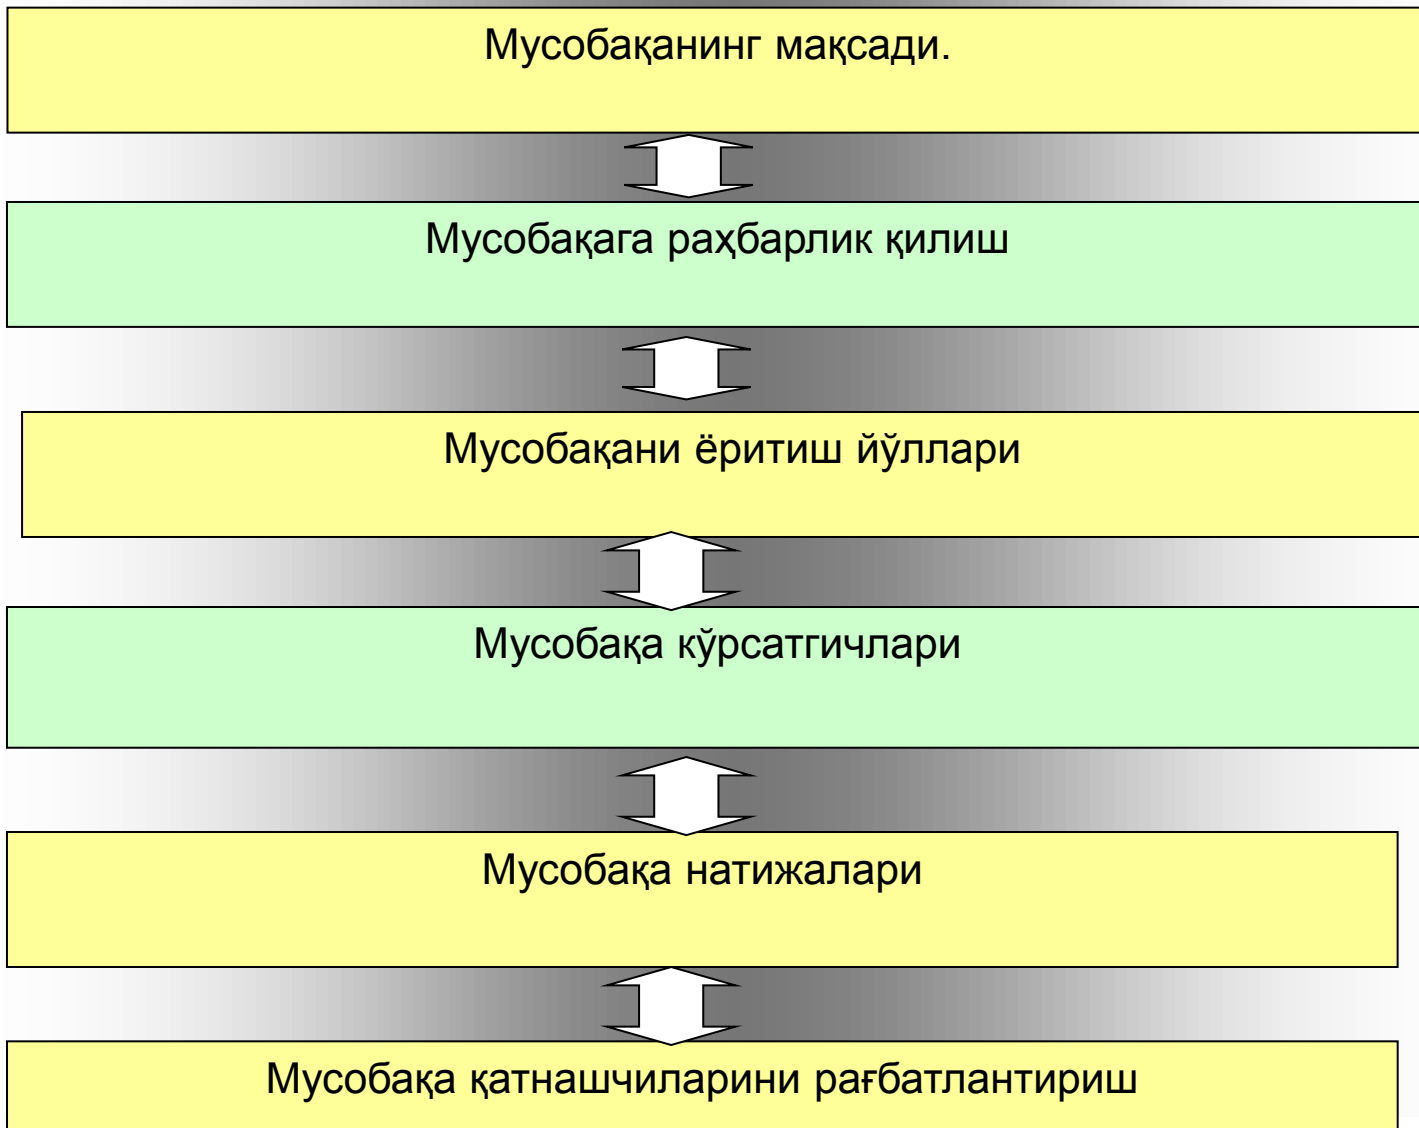 Мусобақанинг мақсади.
Мусобақага раҳбарлик қилиш
Мусобақани ёритиш йўллари
Мусобақа кўрсатгичлари
Мусобақа натижалари
Мусобақа қатнашчиларини рағбатлантириш